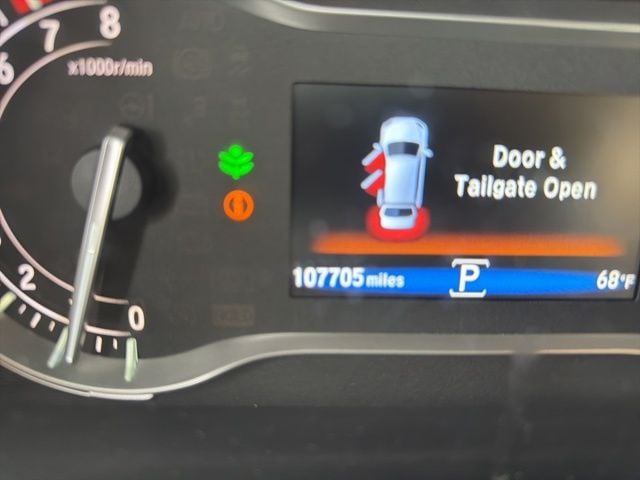 8
7
6
x1000r/min
2
0
Door &
Tailgate Open
107705 miles
P
68°F